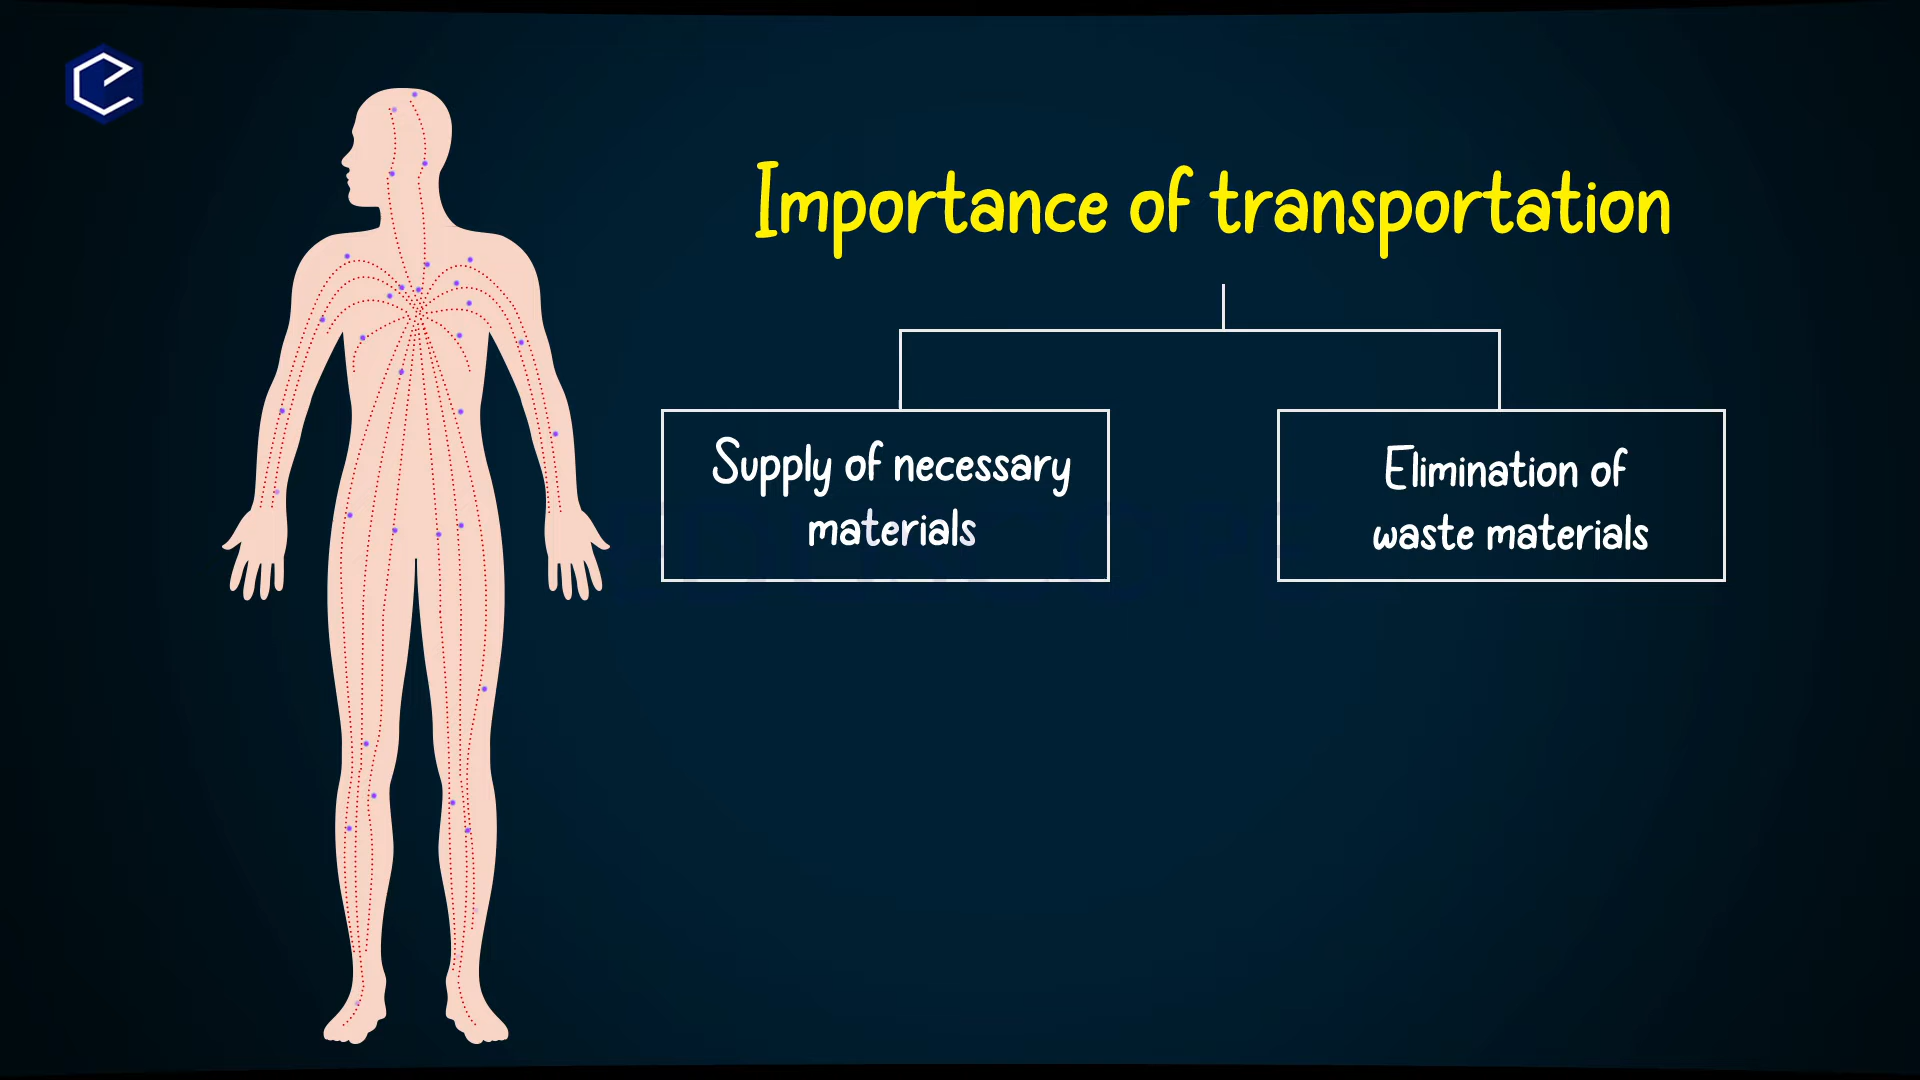 Importance of transportation
Supply of necessary
materials
Elimination of
waste materials